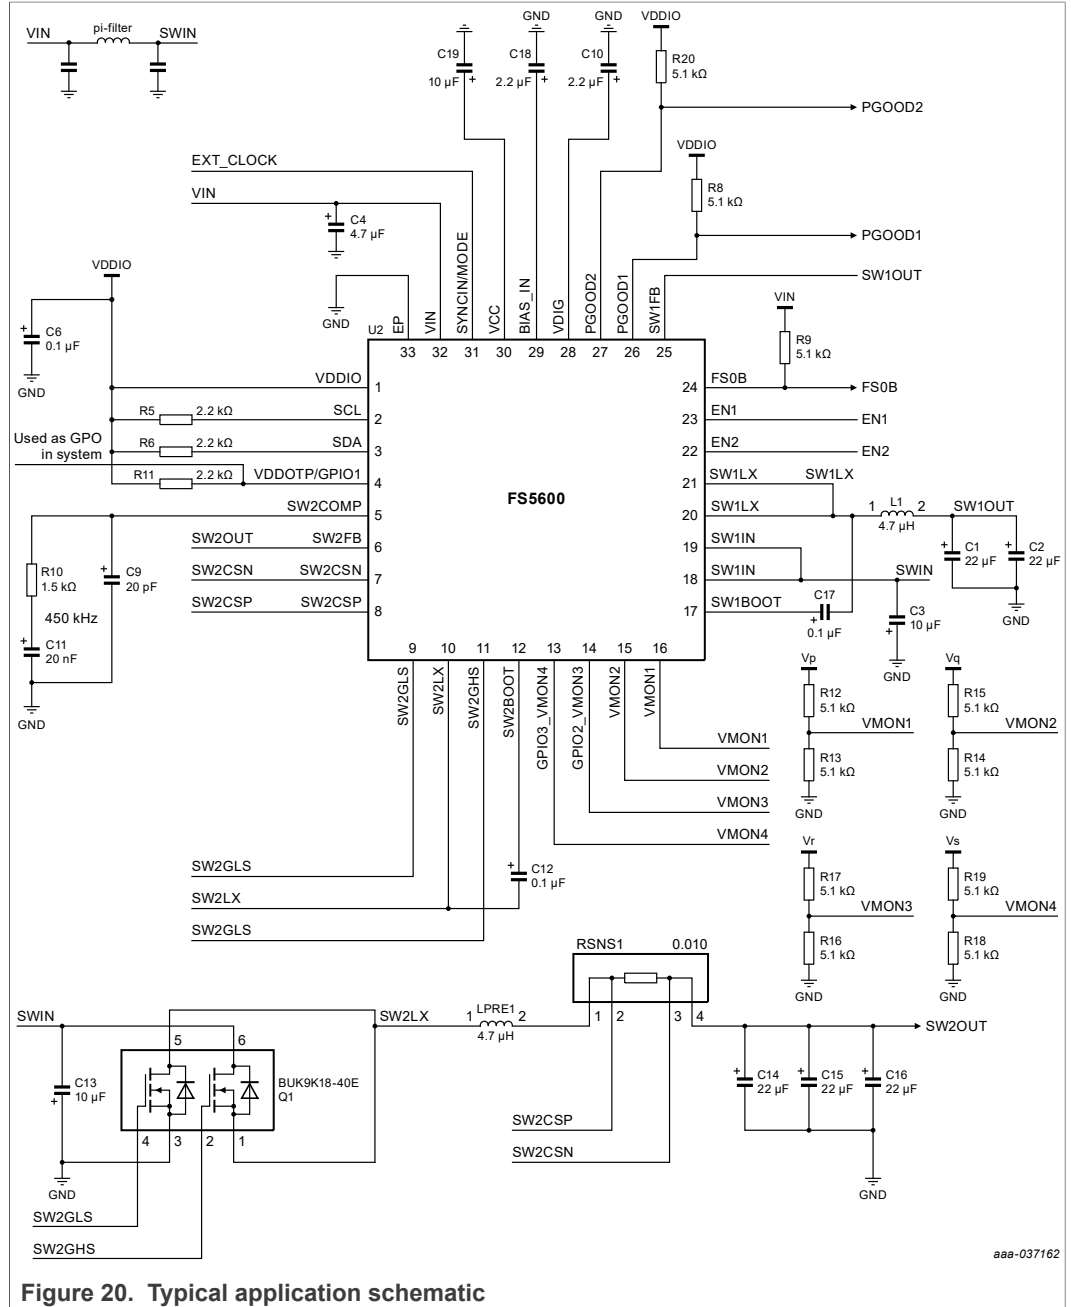 VIN
pi-filter
SWIN
GND
GND
VDDIO
C19
10 µF
+
C18
2.2 µF
+
C10
2.2 µF
+
R20
5.1 kΩ
PGOOD2
EXT_CLOCK
VDDIO
VIN
R8
5.1 kΩ
+
C4
4.7 µF
PGOOD1
VDDIO
GND
SW1OUT
+
C6
0.1 µF
GND
VIN
R9
5.1 kΩ
U2
EP
VIN
SYNCIN/MODE
VCC
BIAS_IN
VDIG
PGOOD2
PGOOD1
SW1FB
33 32 31 30 29 28 27 26 25
VDDIO 1
24 FS0B FS0B
R5 2.2 kΩ SCL 2
23 EN1 EN1
Used as GPO
in system
R6 2.2 kΩ SDA 3
22 EN2 EN2
R11 2.2 kΩ VDDOTP/GPIO1 4
21 SW1LX SW1LX
FS5600
SW2COMP 5
20 SW1LX
1 L1 2
4.7 µH
SW1OUT
SW2OUT SW2FB 6
19 SW1IN
SW2CSN SW2CSN 7
18 SW1IN
SWIN
SW2CSP SW2CSP 8
17 SW1BOOT
C17
+
0.1 µF
+
C1
22 µF
+
C2
22 µF
GND
C3
+
10 µF
GND
R10
1.5 kΩ
+
C9
20 pF
450 kHz
+
C11
20 nF
GND
9 10 11 12 13 14 15 16
SW2GLS
SW2LX
SW2GHS
SW2BOOT
GPIO3_VMON4
GPIO2_VMON3
VMON2
VMON1
VMON1
VMON2
VMON3
VMON4
Vp
R12
5.1 kΩ
VMON1
R13
5.1 kΩ
GND
Vq
R15
5.1 kΩ
VMON2
R14
5.1 kΩ
GND
Vr
R17
5.1 kΩ
VMON3
R16
5.1 kΩ
GND
Vs
R19
5.1 kΩ
VMON4
R18
5.1 kΩ
GND
SW2GLS
+
C12
0.1 µF
SW2LX
SW2GLS
RSNS1 0.010
1 2 3 4
SWIN
SW2LX
LPRE1
1 2
4.7 µH
SW2OUT
5 6
C13
+
10 µF
BUK9K18-40E
Q1
4 3 2 1
GND
+
C14
22 µF
+
C15
22 µF
+
C16
22 µF
SW2CSP
SW2CSN
GND
SW2GLS
SW2GHS
aaa-037162
Figure 20. Typical application schematic